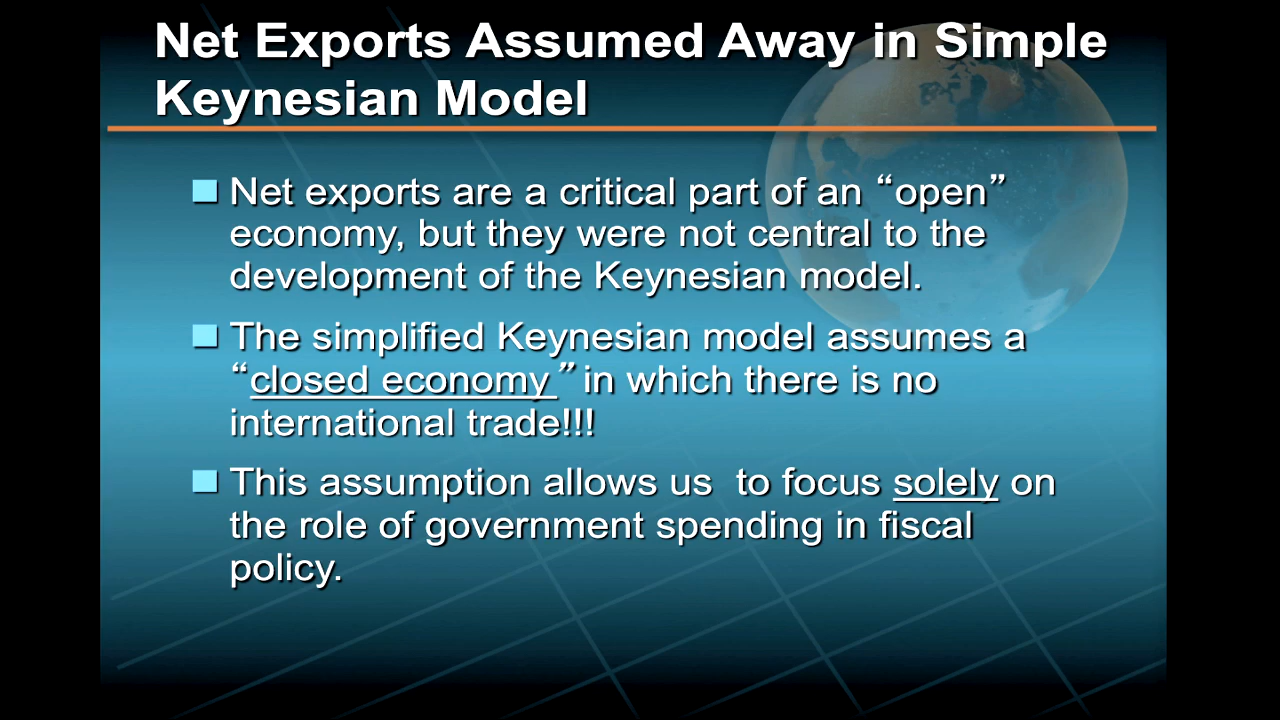 Net Exports Assumed Away in Simple
Keynesian Model
Net exports are a critical part of an “open”
economy, but they were not central to the
development of the Keynesian model.
The simplified Keynesian model assumes a
“closed economy” in which there is no
international trade!!!
This assumption allows us  to focus solely on
the role of government spending in fiscal
policy.